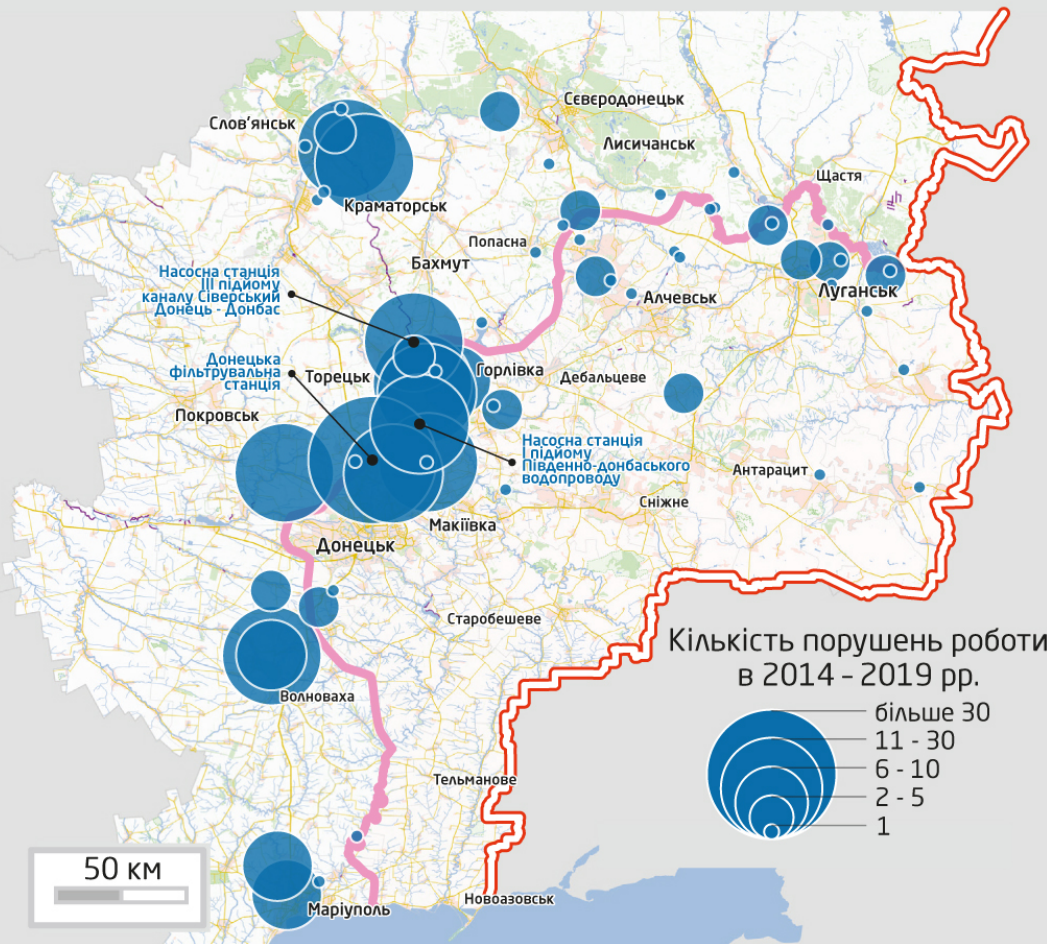 Сєвєродонецьк
Слов'янськ
Лисичанськ
Щастя
Краматорськ
Попасна
Бахмут
Насосна станція
III підйому
каналу Сіверський
Донець - Донбас
Луганськ
Алчевськ
Донецька
фільтрувальна
станція
Торецьк
Горлівка
Дебальцеве
Покровськ
Насосна станція
I підйому
Південно-донбаського
водопроводу
Антарацит
Сніжне
Макіївка
Донецьк
Старобешеве
Кількість порушень роботи
в 2014 - 2019 рр.
більше 30
11 - 30
6 - 10
2 - 5
1
Волноваха
Тельманове
50 км
Новоазовськ
Маріуполь